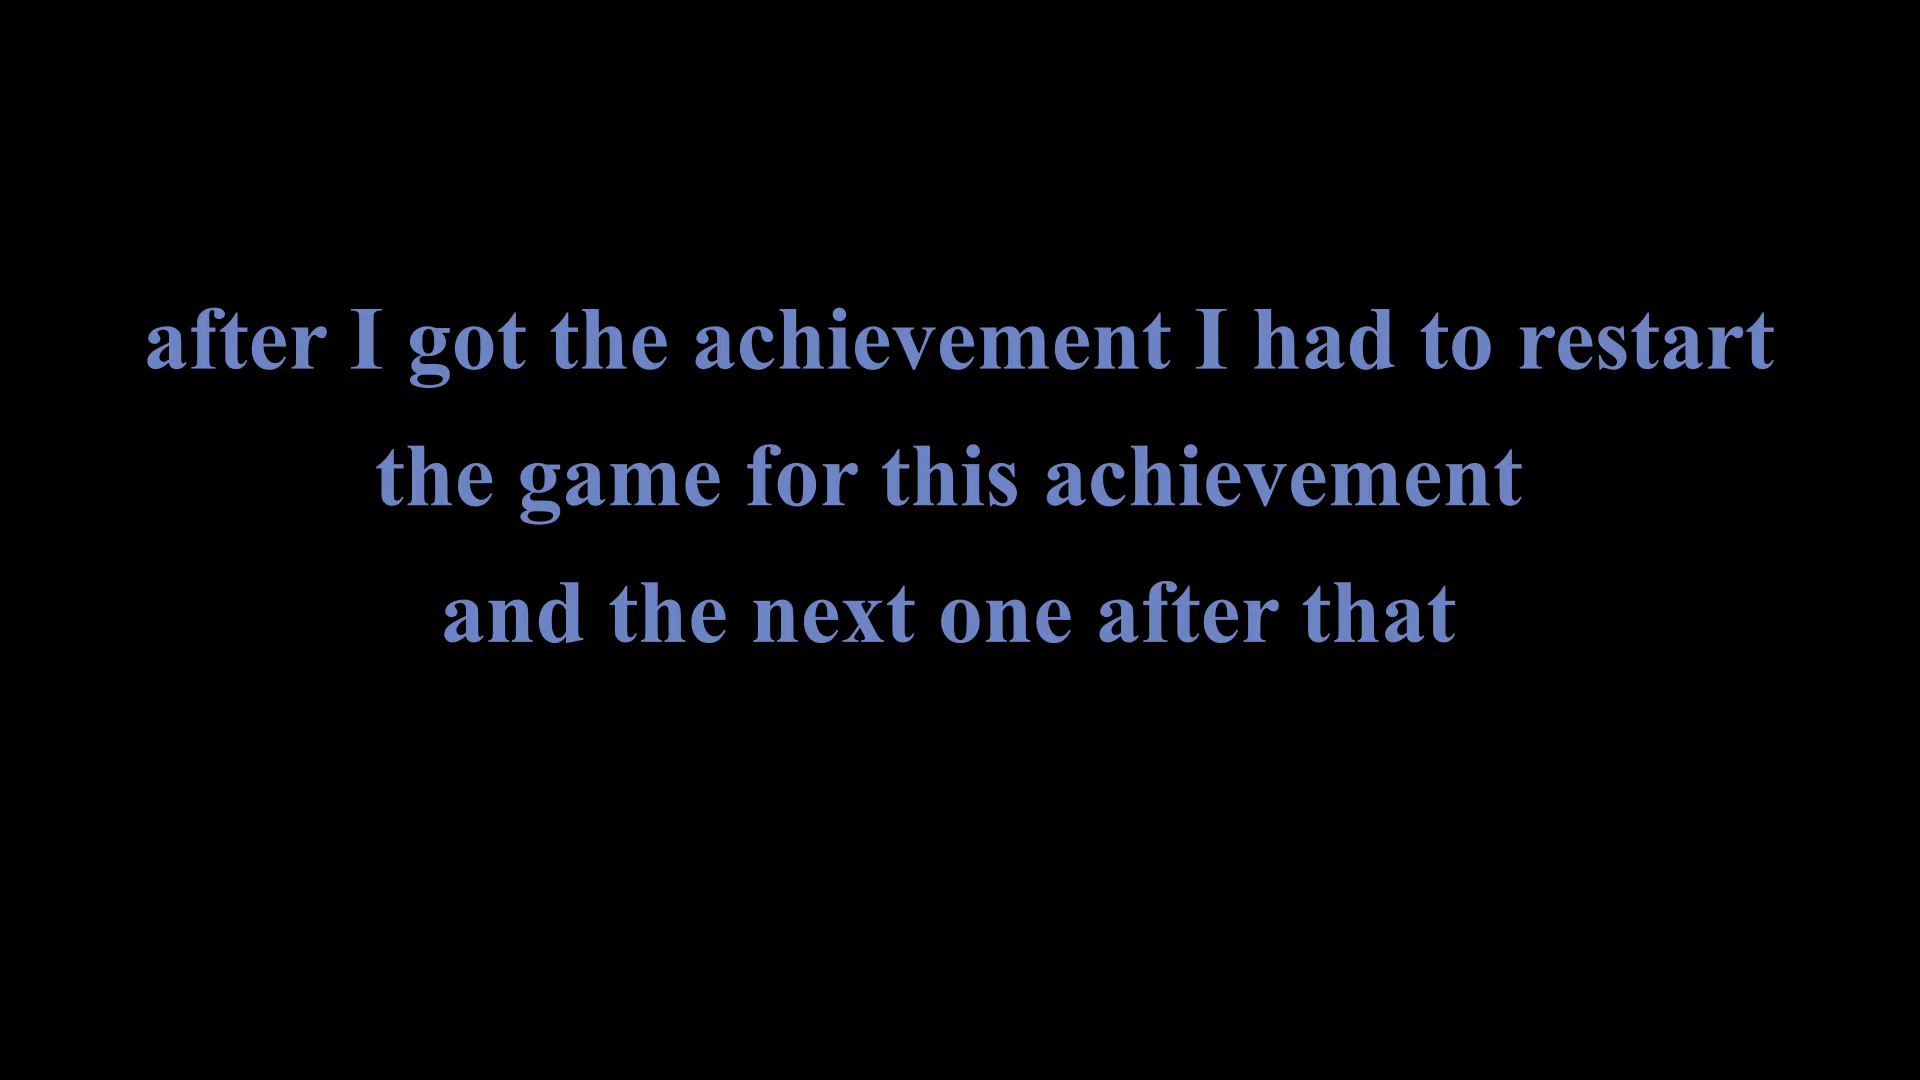 after I got the achievement I had to restart
the game for this achievement
and the next one after that